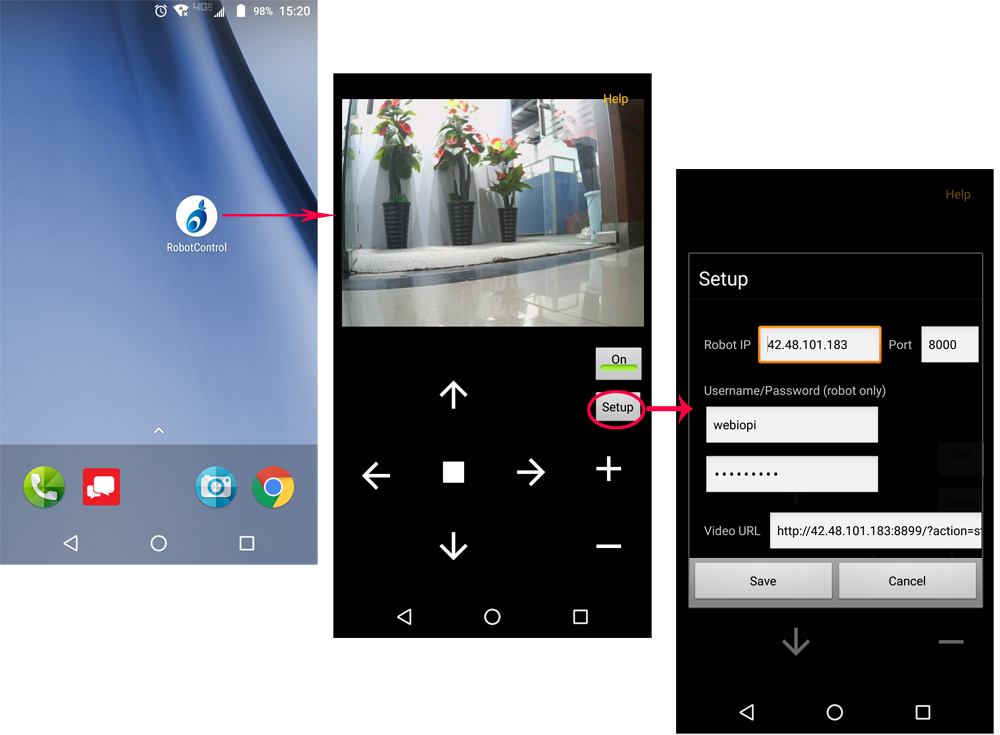 4G 98% 15:20
RobotControl
Help
On
Setup
Help
Setup
Robot IP 42.48.101.183 Port 8000
Username/Password (robot only)
webiopi
•••••••••
Off
Setup
Video URL http://42.48.101.183:8899/?action=st
Save Cancel